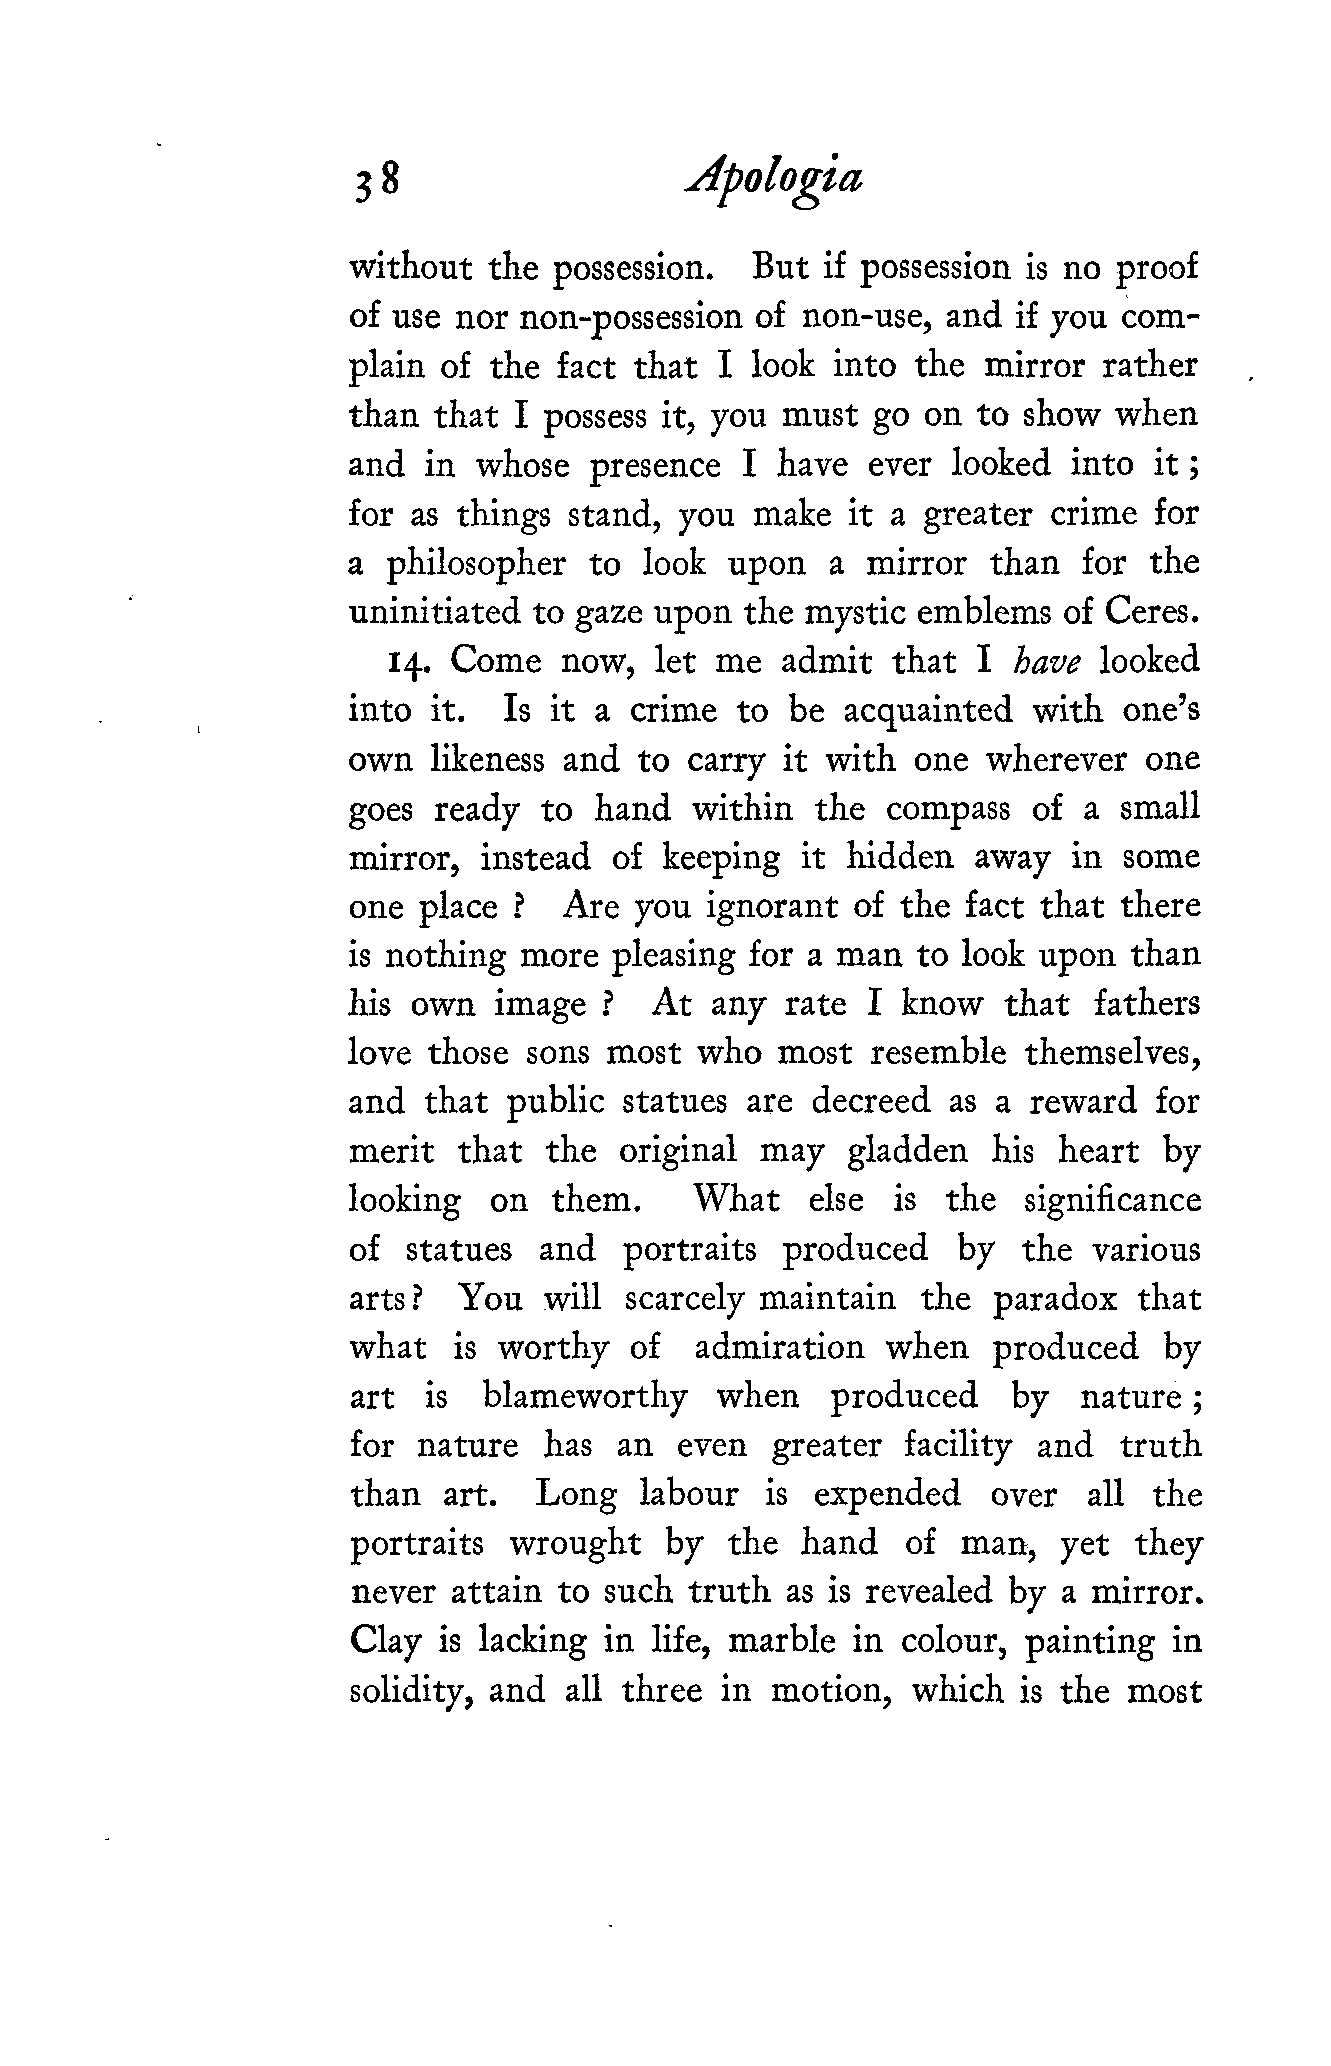 38 Apologia
without the possession. But if possession is no proof
of use nor non-possession of non-use, and if you com-
plain of the fact that I look into the mirror rather
than that I possess it, you must go on to show when
and in whose presence I have ever looked into it ;
for as things stand, you make it a greater crime for
a philosopher to look upon a mirror than for the
uninitiated to gaze upon the mystic emblems of Ceres.
14. Come now, let me admit that I have looked
into it. Is it a crime to be acquainted with one's
own likeness and to carry it with one wherever one
goes ready to hand within the compass of a small
mirror, instead of keeping it hidden away in some
one place ? Are you ignorant of the fact that there
is nothing more pleasing for a man to look upon than
his own image ? At any rate I know that fathers
love those sons most who most resemble themselves,
and that public statues are decreed as a reward for
merit that the original may gladden his heart by
looking on them. What else is the significance
of statues and portraits produced by the various
arts? You will scarcely maintain the paradox that
what is worthy of admiration when produced by
art is blameworthy when produced by nature ;
for nature has an even greater facility and truth
than art. Long labour is expended over all the
portraits wrought by the hand of man, yet they
never attain to such truth as is revealed by a mirror.
Clay is lacking in life, marble in colour, painting in
solidity, and all three in motion, which is the most